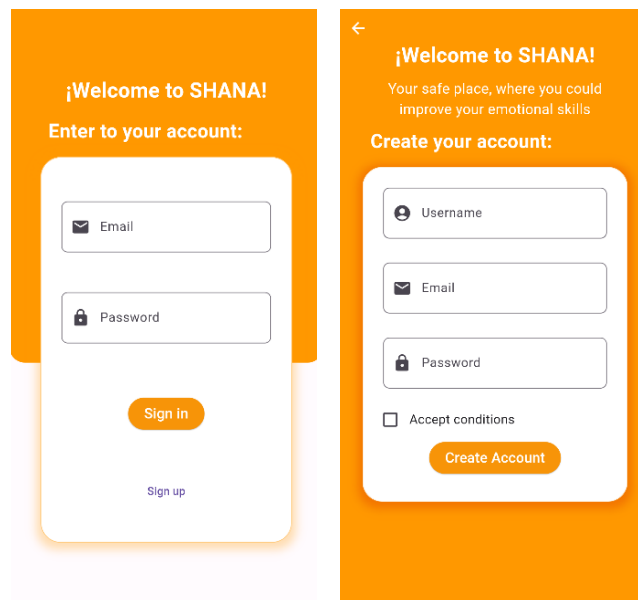 ¡Welcome to SHANA!
Enter to your account:
Email
Password
Sign in
Sign up
¡Welcome to SHANA!
Your safe place, where you could
improve your emotional skills
Create your account:
Username
Email
Password
Accept conditions
Create Account